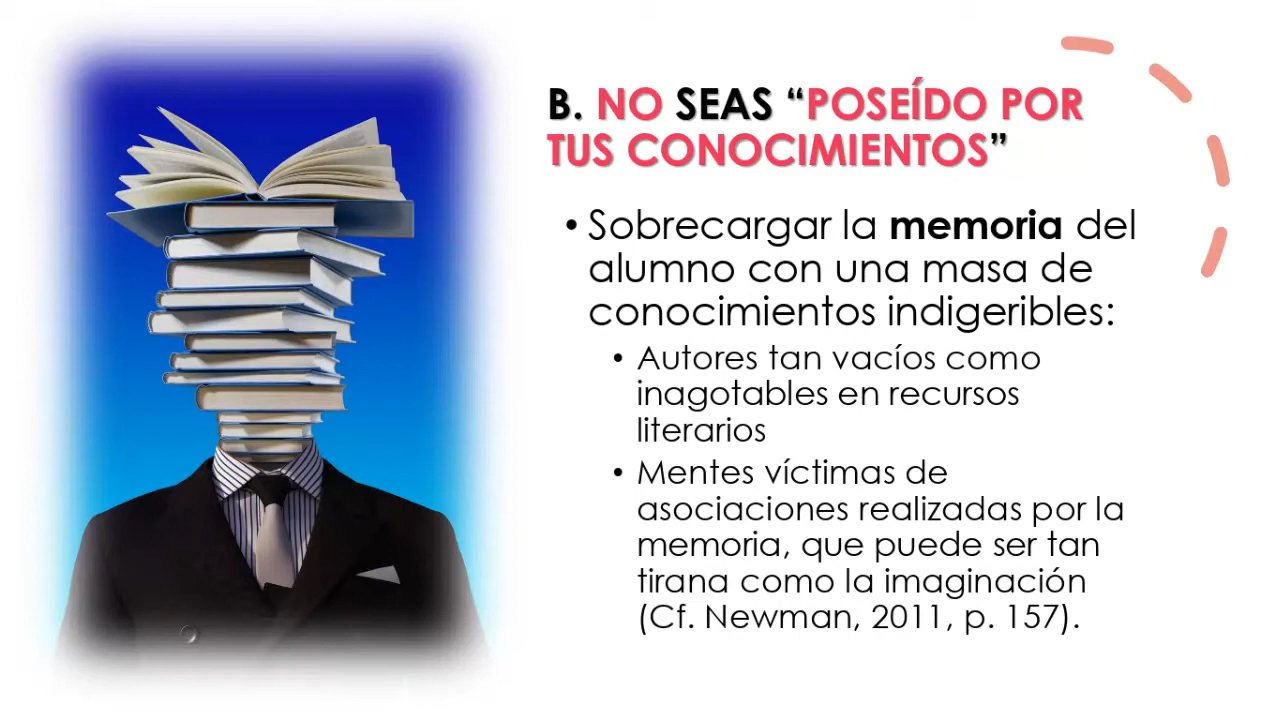 B. NO SEAS “POSEÍDO POR
TUS CONOCIMIENTOS”
• Sobrecargar la memoria del
alumno con una masa de
conocimientos indigeribles:
• Autores tan vacíos como
inagotables en recursos
literarios
• Mentes víctimas de
asociaciones realizadas por la
memoria, que puede ser tan
tirana como la imaginación
(Cf. Newman, 2011, p. 157).